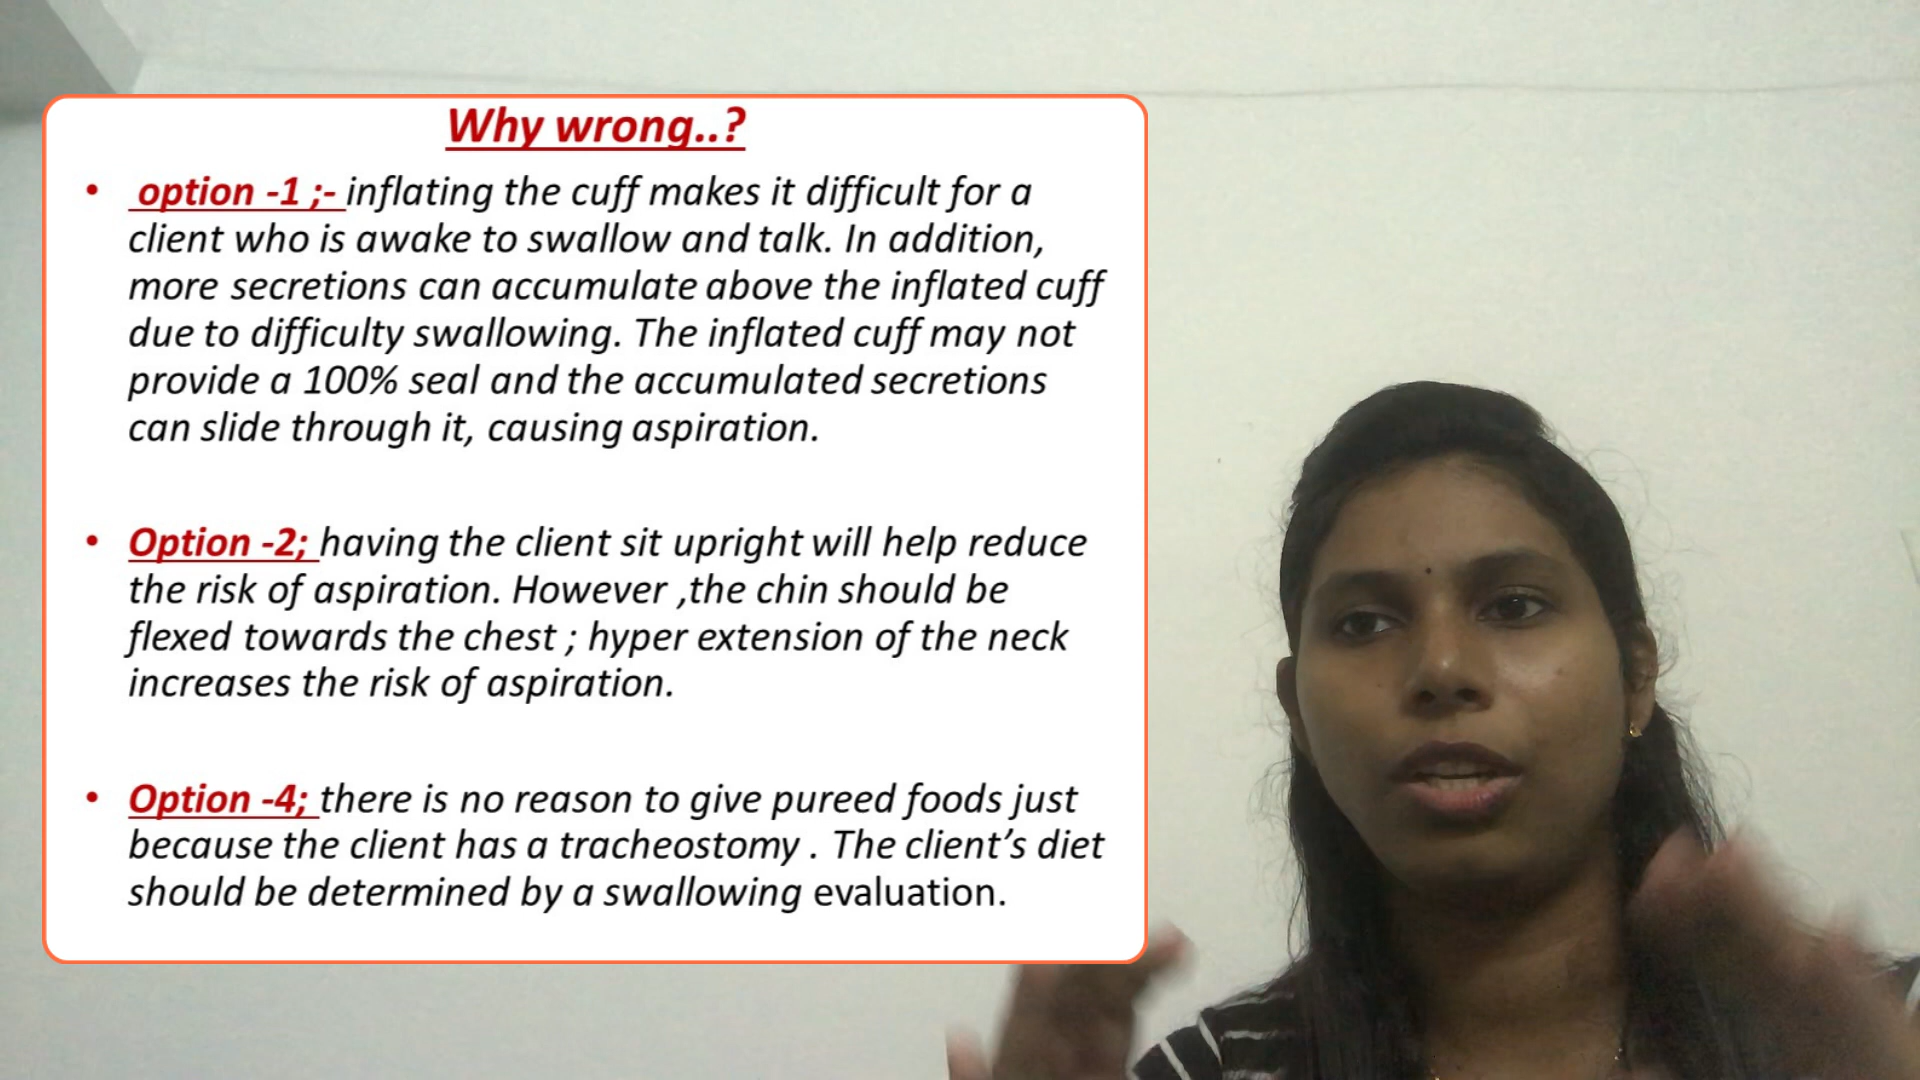 Why wrong..?
• option -1 ;- inflating the cuff makes it difficult for a
client who is awake to swallow and talk. In addition,
more secretions can accumulate above the inflated cuff
due to difficulty swallowing. The inflated cuff may not
provide a 100% seal and the accumulated secretions
can slide through it, causing aspiration.
• Option -2; having the client sit upright will help reduce
the risk of aspiration. However ,the chin should be
flexed towards the chest ; hyper extension of the neck
increases the risk of aspiration.
• Option -4; there is no reason to give pureed foods just
because the client has a tracheostomy . The client’s diet
should be determined by a swallowing evaluation.